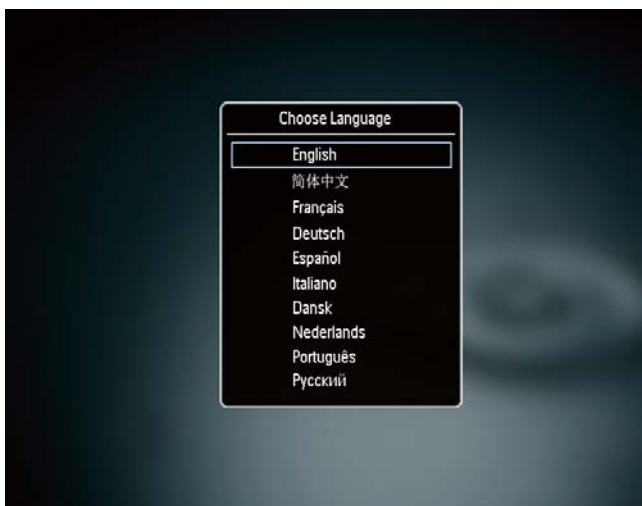 Choose Language
English
简体中文
Français
Deutsch
Español
Italiano
Dansk
Nederlands
Português
Русский